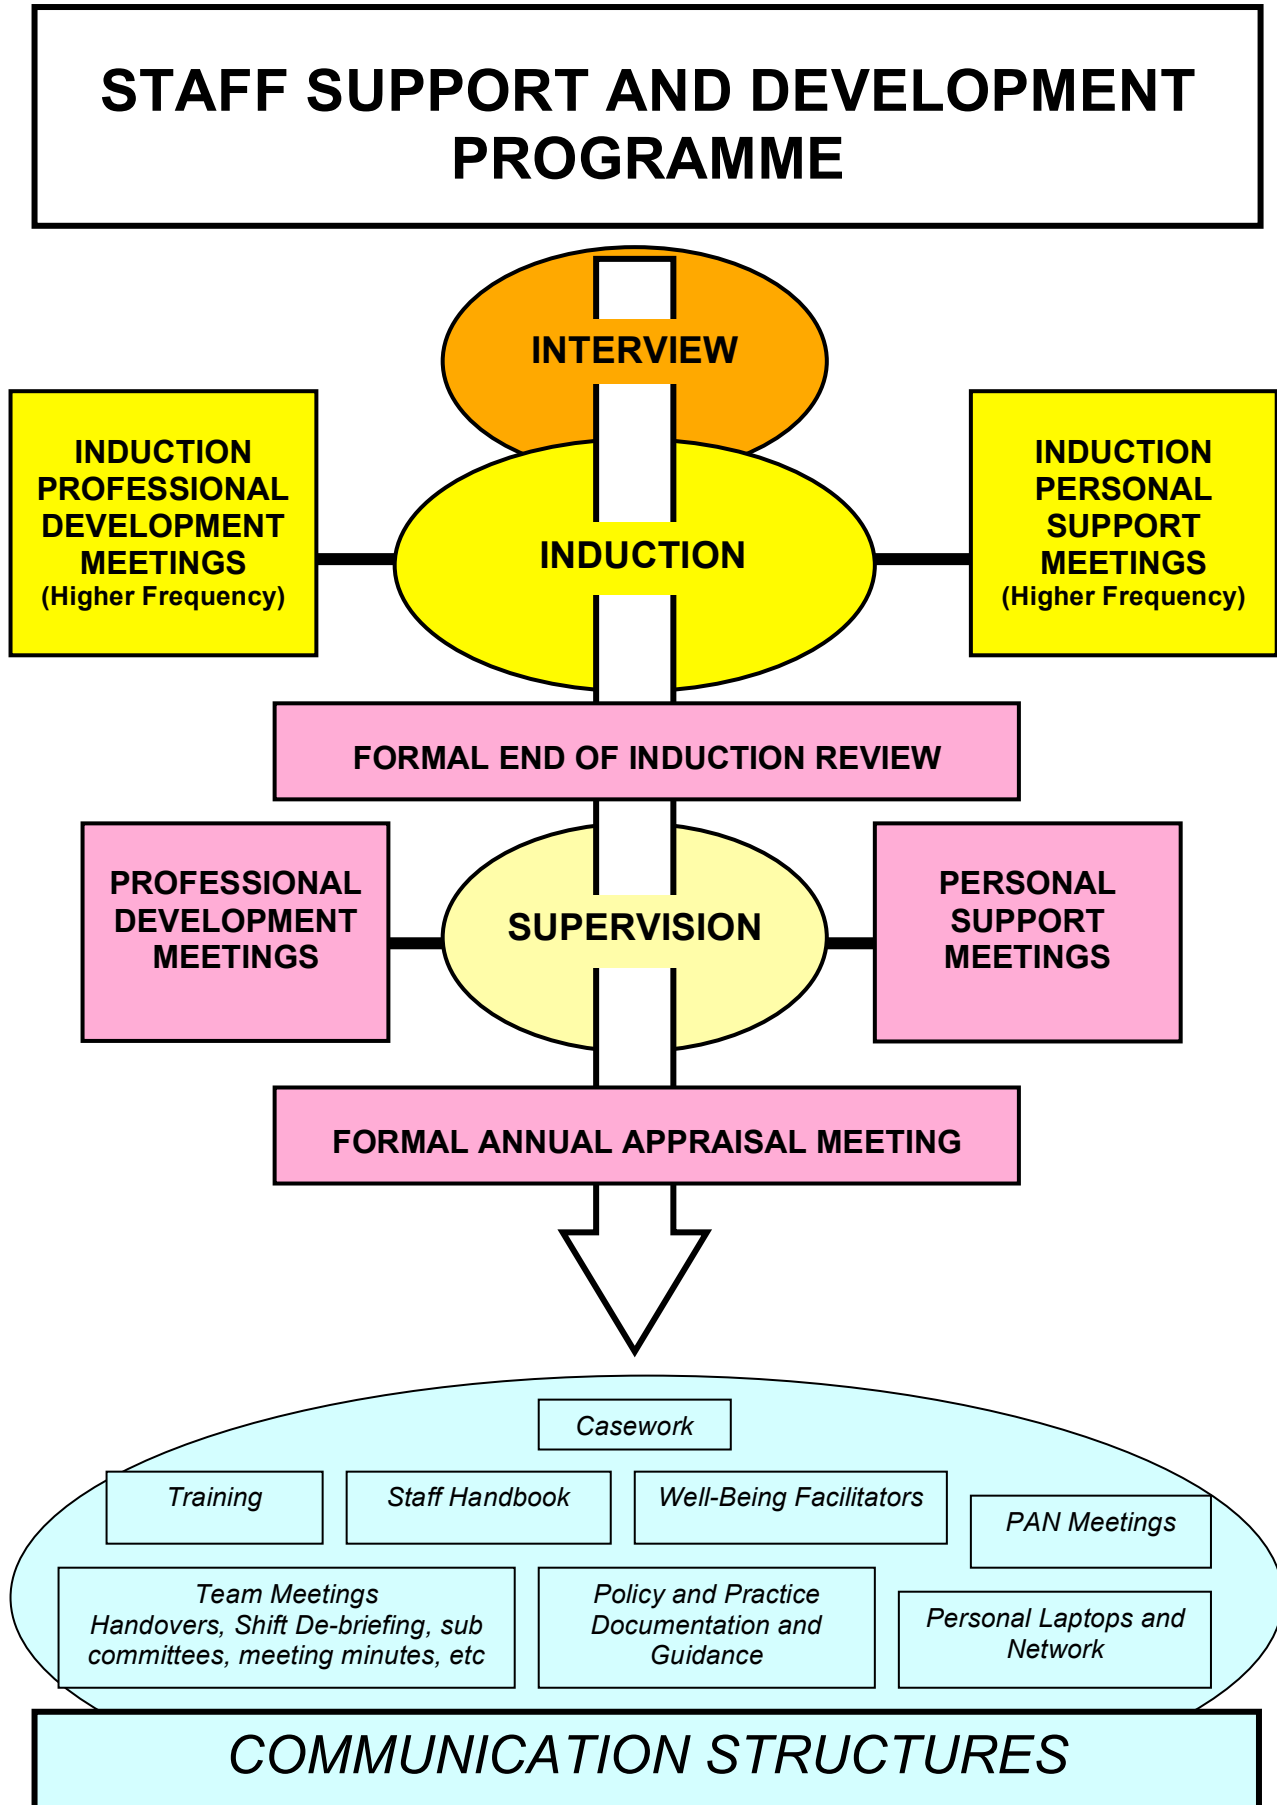 STAFF SUPPORT AND DEVELOPMENT
PROGRAMME
INTERVIEW
INDUCTION
PROFESSIONAL
DEVELOPMENT
MEETINGS
(Higher Frequency)
INDUCTION
INDUCTION
PERSONAL
SUPPORT
MEETINGS
(Higher Frequency)
FORMAL END OF INDUCTION REVIEW
PROFESSIONAL
DEVELOPMENT
MEETINGS
SUPERVISION
PERSONAL
SUPPORT
MEETINGS
FORMAL ANNUAL APPRAISAL MEETING
Casework
Training
Staff Handbook
Well-Being Facilitators
PAN Meetings
Team Meetings
Handovers, Shift De-briefing, sub
committees, meeting minutes, etc
Policy and Practice
Documentation and
Guidance
Personal Laptops and
Network
COMMUNICATION STRUCTURES